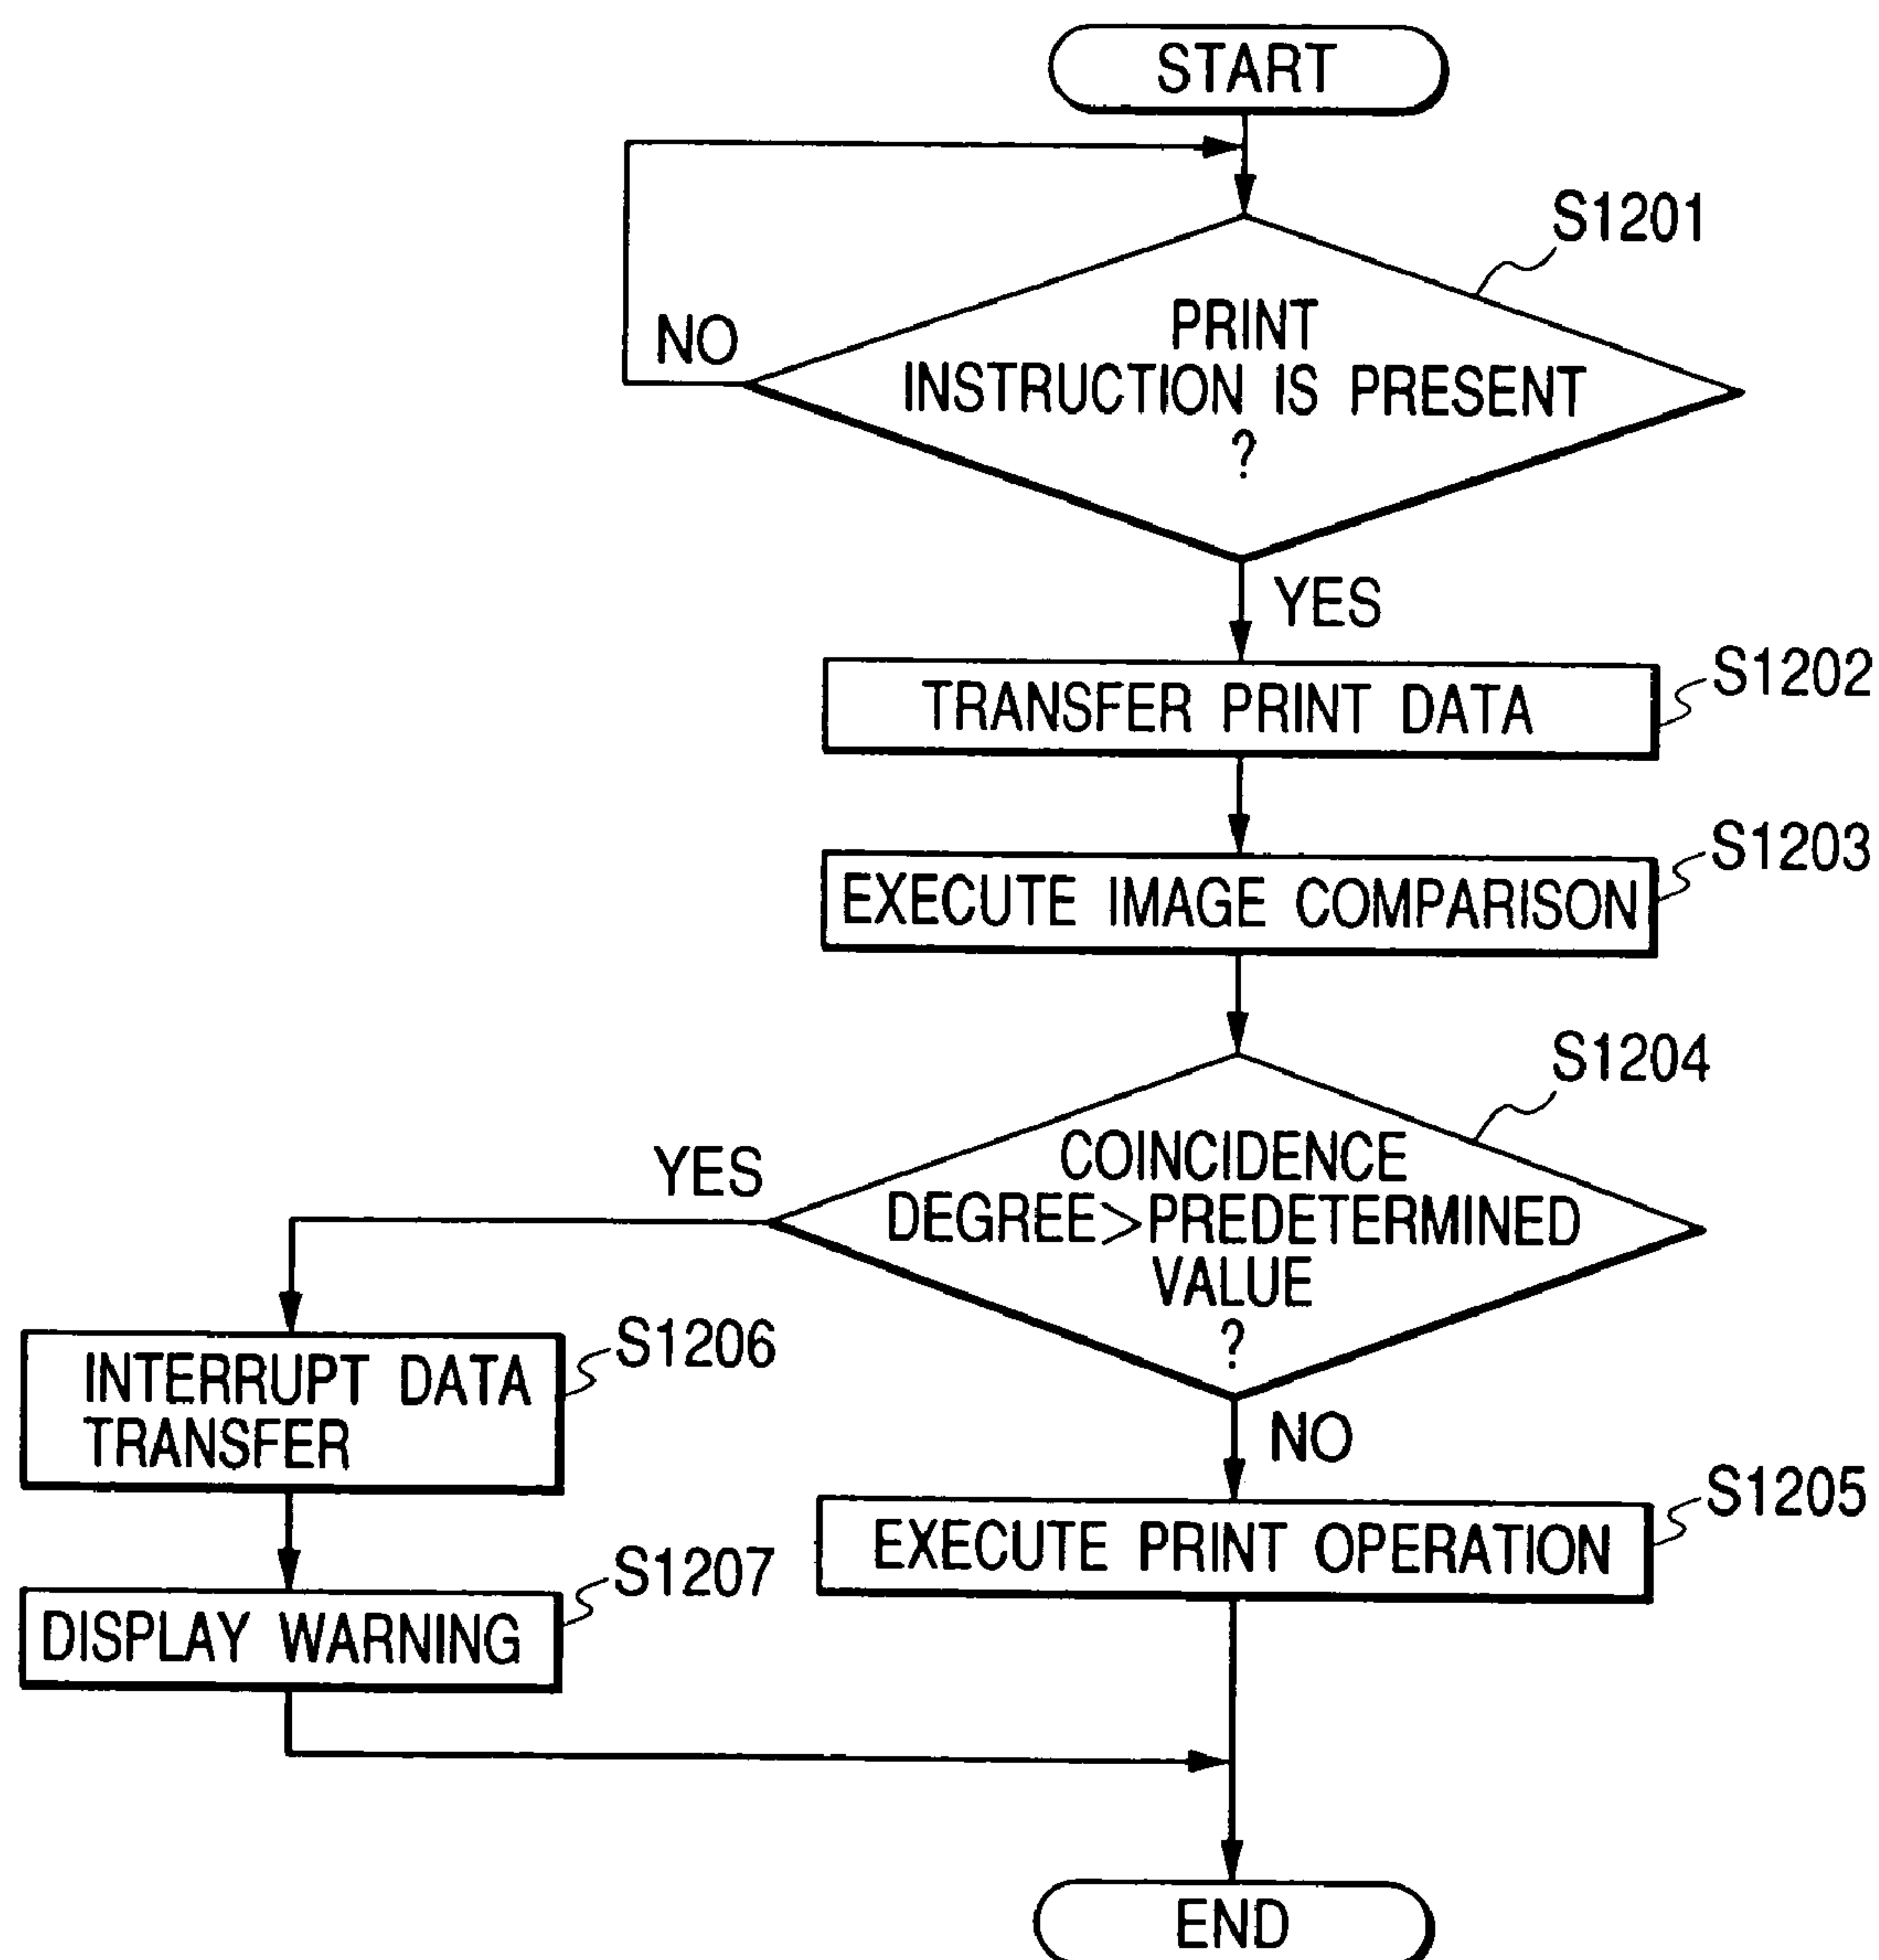 START
S1201
NO
PRINT
INSTRUCTION IS PRESENT
?
YES
S1202
TRANSFER PRINT DATA
S1203
EXECUTE IMAGE COMPARISON
S1204
YES
COINCIDENCE
DEGREE>PREDETERMINED
VALUE
?
S1206
INTERRUPT DATA
TRANSFER
NO
S1205
EXECUTE PRINT OPERATION
S1207
DISPLAY WARNING
END